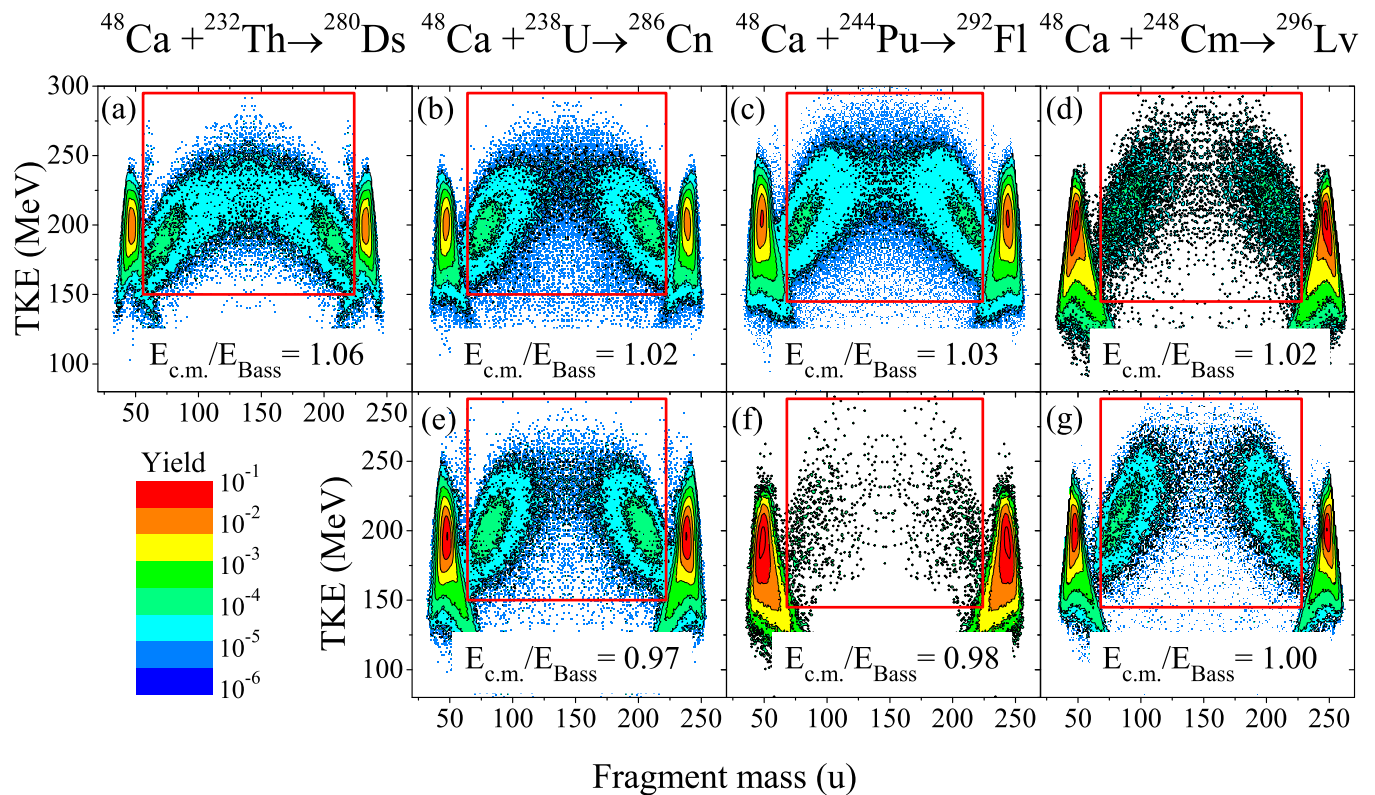 ⁴⁸Ca + ²³²Th→²⁸⁰Ds ⁴⁸Ca + ²³⁸U→²⁸⁶Cn ⁴⁸Ca + ²⁴⁴Pu→²⁹²Fl ⁴⁸Ca + ²⁴⁸Cm→²⁹⁶Lv
300
250
200
150
100
TKE (MeV)
(a)
E_c.m./E_Bass = 1.06
(b)
E_c.m./E_Bass = 1.02
(c)
E_c.m./E_Bass = 1.03
(d)
E_c.m./E_Bass = 1.02
50 100 150 200 250
Yield
10⁻¹
10⁻²
10⁻³
10⁻⁴
10⁻⁵
10⁻⁶
250
200
150
100
TKE (MeV)
(e)
E_c.m./E_Bass = 0.97
(f)
E_c.m./E_Bass = 0.98
(g)
E_c.m./E_Bass = 1.00
50 100 150 200 250 50 100 150 200 250 50 100 150 200 250
Fragment mass (u)